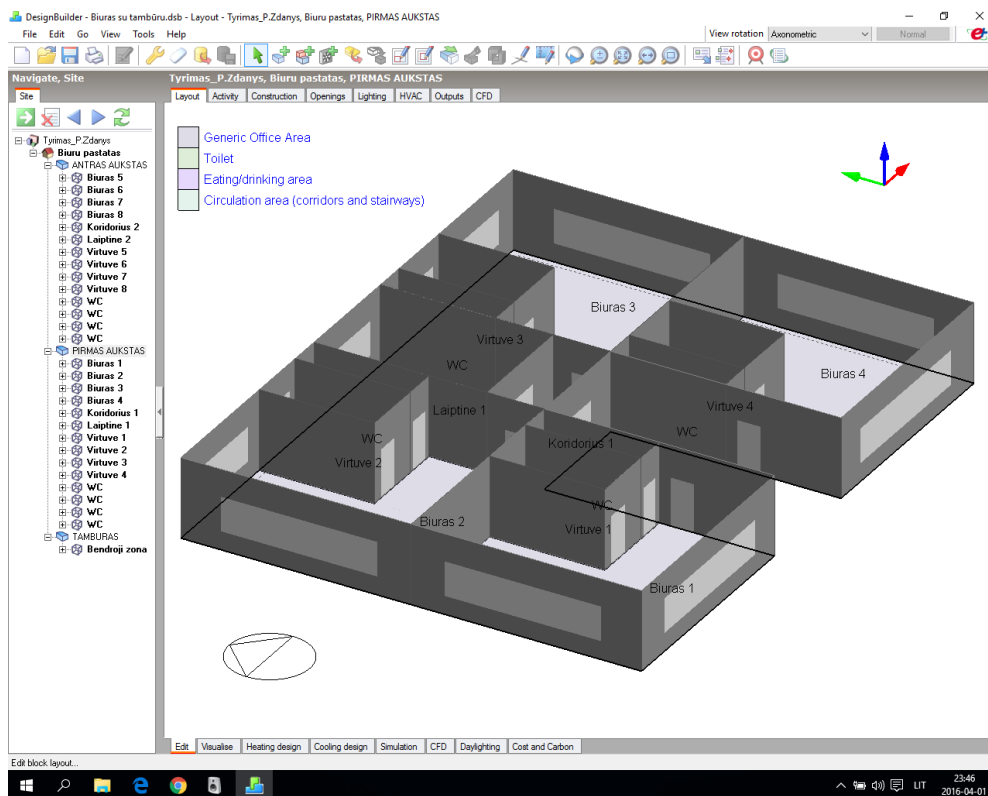 DesignBuilder - Biuras su tambūru.dsb - Layout - Tyrimas_P.Zdanys, Biuru pastatas, PIRMAS AUKSTAS
File Edit Go View Tools Help
View rotation Axonometric Normal
Navigate, Site
Tyrimas_P.Zdanys, Biuru pastatas, PIRMAS AUKSTAS
Site
Layout Activity Construction Openings Lighting HVAC Outputs CFD
Tyrimas_P.Zdanys
Biuru pastatas
ANTRAS AUKSTAS
Biuras 5
Biuras 6
Biuras 7
Biuras 8
Koridorius 2
Laiptine 2
Virtuve 5
Virtuve 6
Virtuve 7
Virtuve 8
WC
WC
WC
WC
PIRMAS AUKSTAS
Biuras 1
Biuras 2
Biuras 3
Biuras 4
Koridorius 1
Laiptine 1
Virtuve 1
Virtuve 2
Virtuve 3
Virtuve 4
WC
WC
WC
WC
TAMBURAS
Bendroji zona
Generic Office Area
Toilet
Eating/drinking area
Circulation area (corridors and stairways)
Biuras 3
Virtuve 3
WC
Biuras 4
Laiptine 1
Virtuve 4
WC
WC
Koridorius 1
Virtuve 2
WC
Biuras 2
Virtuve 1
Biuras 1
Edit Visualise Heating design Cooling design Simulation CFD Daylighting Cost and Carbon
Edit block layout...
LIT
23:46
2016-04-01